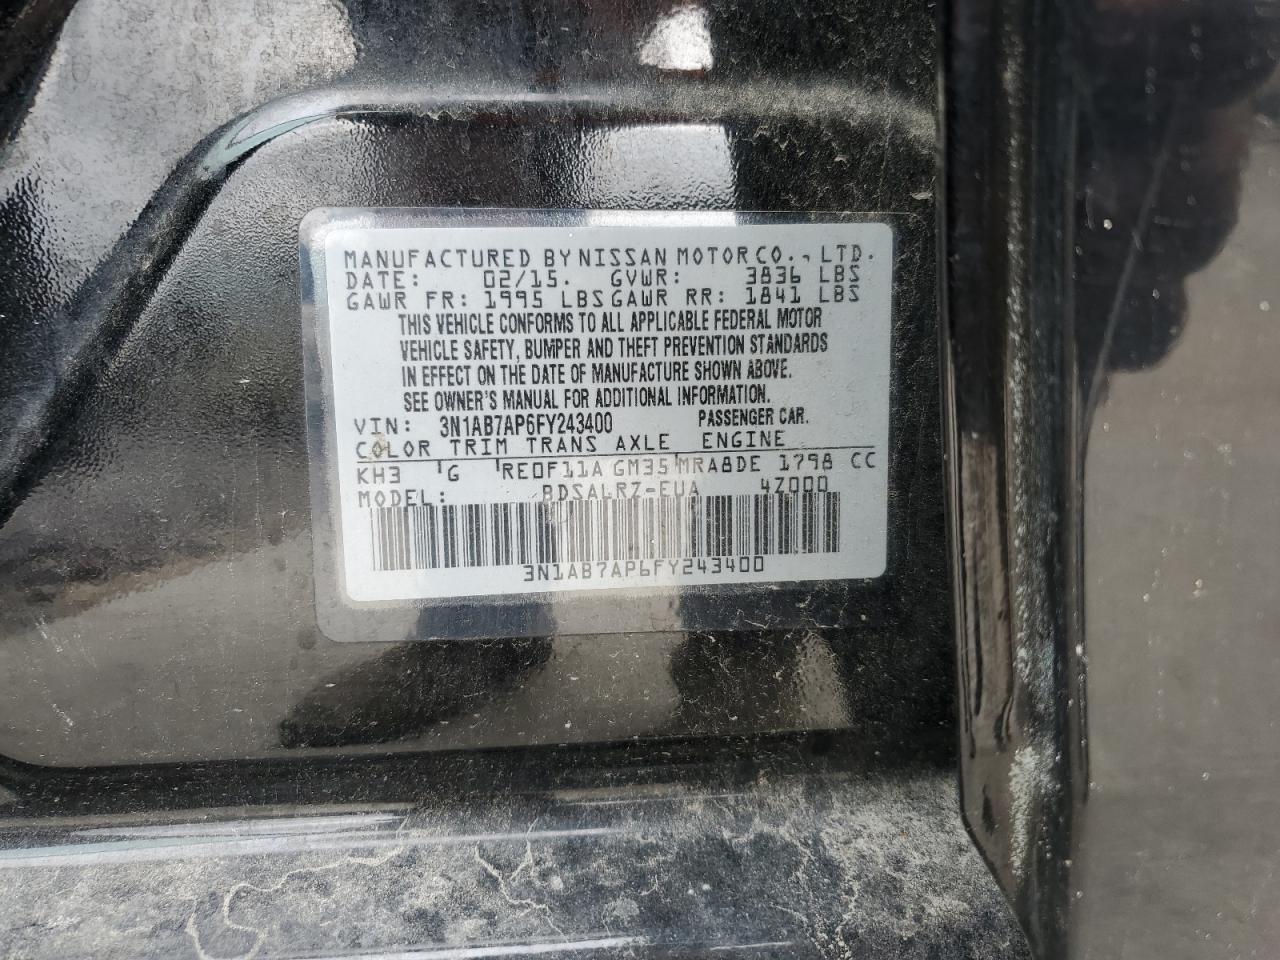 MANUFACTURED BY NISSAN MOTOR CO., LTD.
DATE: 02/15. GVWR: 3836 LBS
GAWR FR: 1995 LBS GAWR RR: 1841 LBS
THIS VEHICLE CONFORMS TO ALL APPLICABLE FEDERAL MOTOR
VEHICLE SAFETY, BUMPER AND THEFT PREVENTION STANDARDS
IN EFFECT ON THE DATE OF MANUFACTURE SHOWN ABOVE.
SEE OWNER'S MANUAL FOR ADDITIONAL INFORMATION.
VIN: 3N1AB7AP6FY243400 PASSENGER CAR.
COLOR TRIM TRANS AXLE ENGINE
KH3 G RE0F11A GM35 MRA8DE 1798 CC
MODEL: BDSALRZ-EUA 4Z000
3N1AB7AP6FY243400